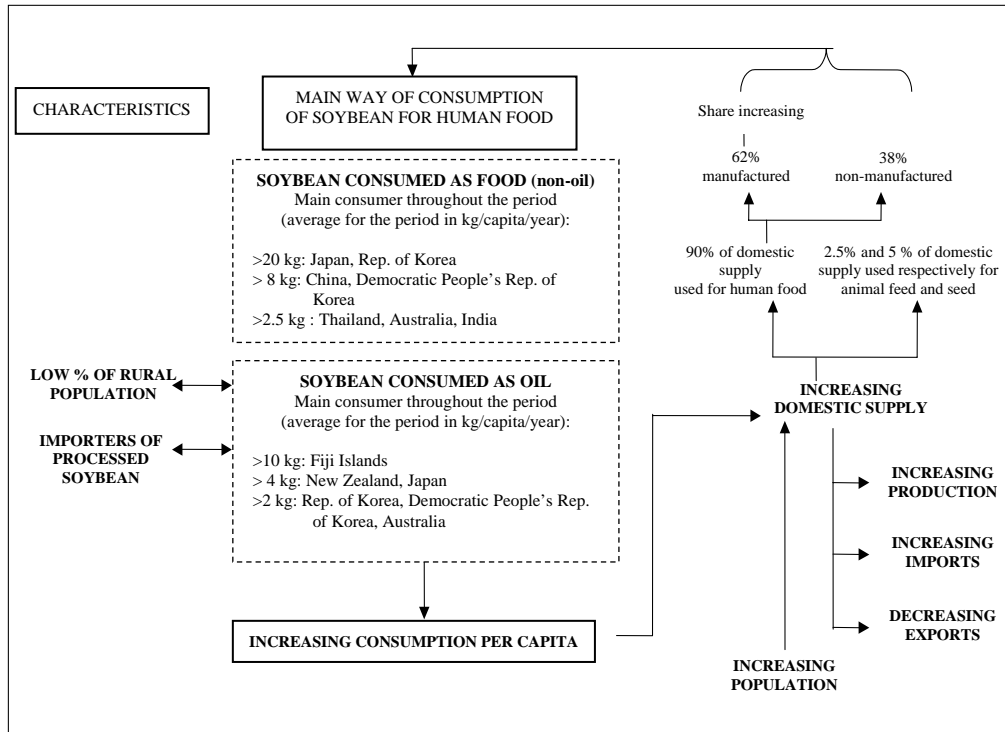 CHARACTERISTICS
MAIN WAY OF CONSUMPTION
OF SOYBEAN FOR HUMAN FOOD
SOYBEAN CONSUMED AS FOOD (non-oil)
Main consumer throughout the period
(average for the period in kg/capita/year):
>20 kg: Japan, Rep. of Korea
> 8 kg: China, Democratic People's Rep. of
Korea
>2.5 kg : Thailand, Australia, India
LOW % OF RURAL
POPULATION
IMPORTERS OF
PROCESSED
SOYBEAN
SOYBEAN CONSUMED AS OIL
Main consumer throughout the period
(average for the period in kg/capita/year):
>10 kg: Fiji Islands
> 4 kg: New Zealand, Japan
>2 kg: Rep. of Korea, Democratic People's Rep.
of Korea, Australia
INCREASING CONSUMPTION PER CAPITA
Share increasing
62%
manufactured
38%
non-manufactured
90% of domestic
supply
used for human food
2.5% and 5 % of domestic
supply used respectively for
animal feed and seed
INCREASING
DOMESTIC SUPPLY
INCREASING
PRODUCTION
INCREASING
IMPORTS
DECREASING
EXPORTS
INCREASING
POPULATION